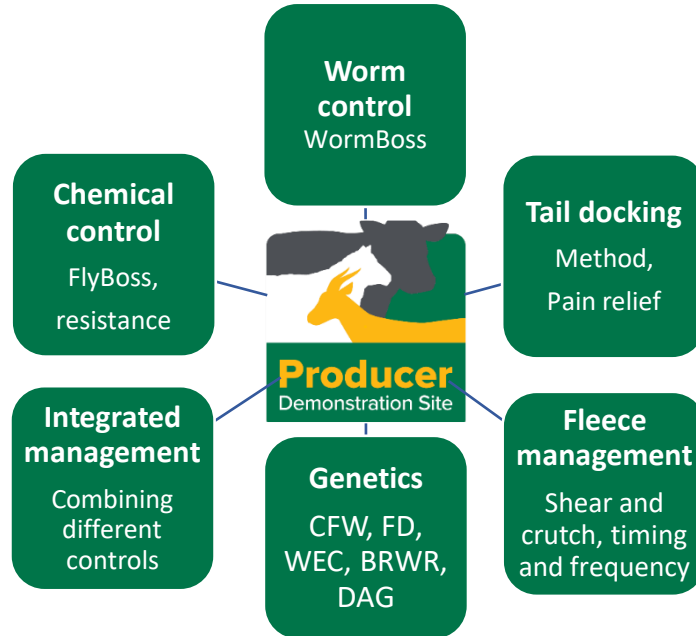 Worm
control
WormBoss
Chemical
control
FlyBoss,
resistance
Tail docking
Method,
Pain relief
Producer
Demonstration Site
Integrated
management
Combining
different
controls
Genetics
CFW, FD,
WEC, BRWR,
DAG
Fleece
management
Shear and
crutch, timing
and frequency